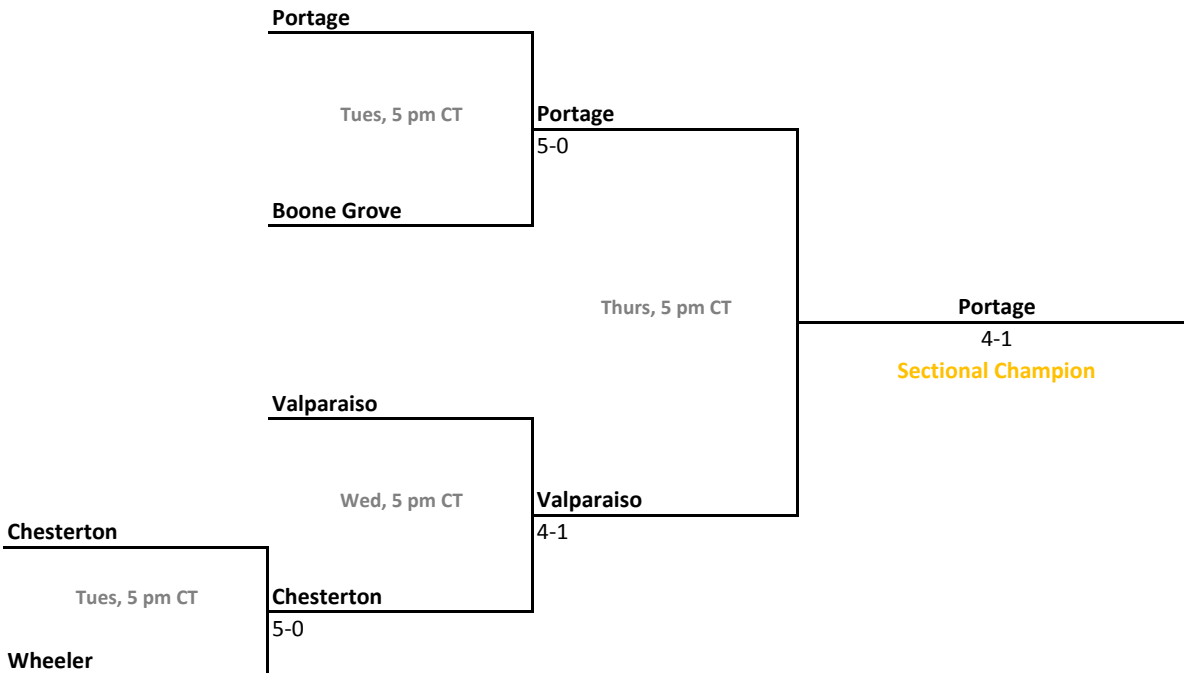 Portage
Tues, 5 pm CT
Portage
5-0
Boone Grove
Thurs, 5 pm CT
Portage
4-1
Sectional Champion
Valparaiso
Wed, 5 pm CT
Valparaiso
4-1
Chesterton
Tues, 5 pm CT
Chesterton
5-0
Wheeler